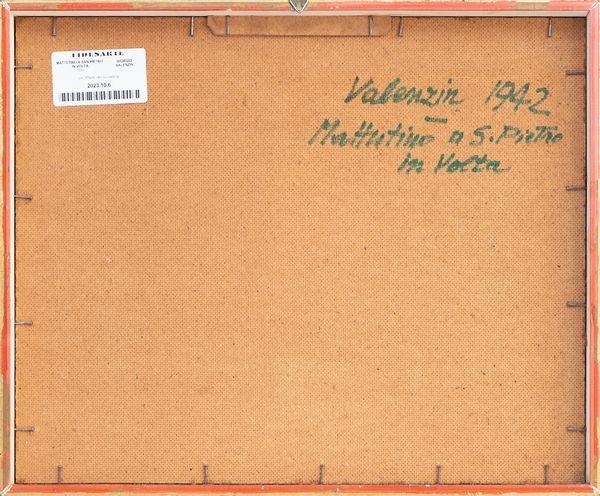 FIDESARTE
MATTUTINO A SAN PIETRO IN VOLTA
GIORGIO VALENZIN
2023.10.6
Valenzin 1942
Mattutino a S. Pietro
in Volta